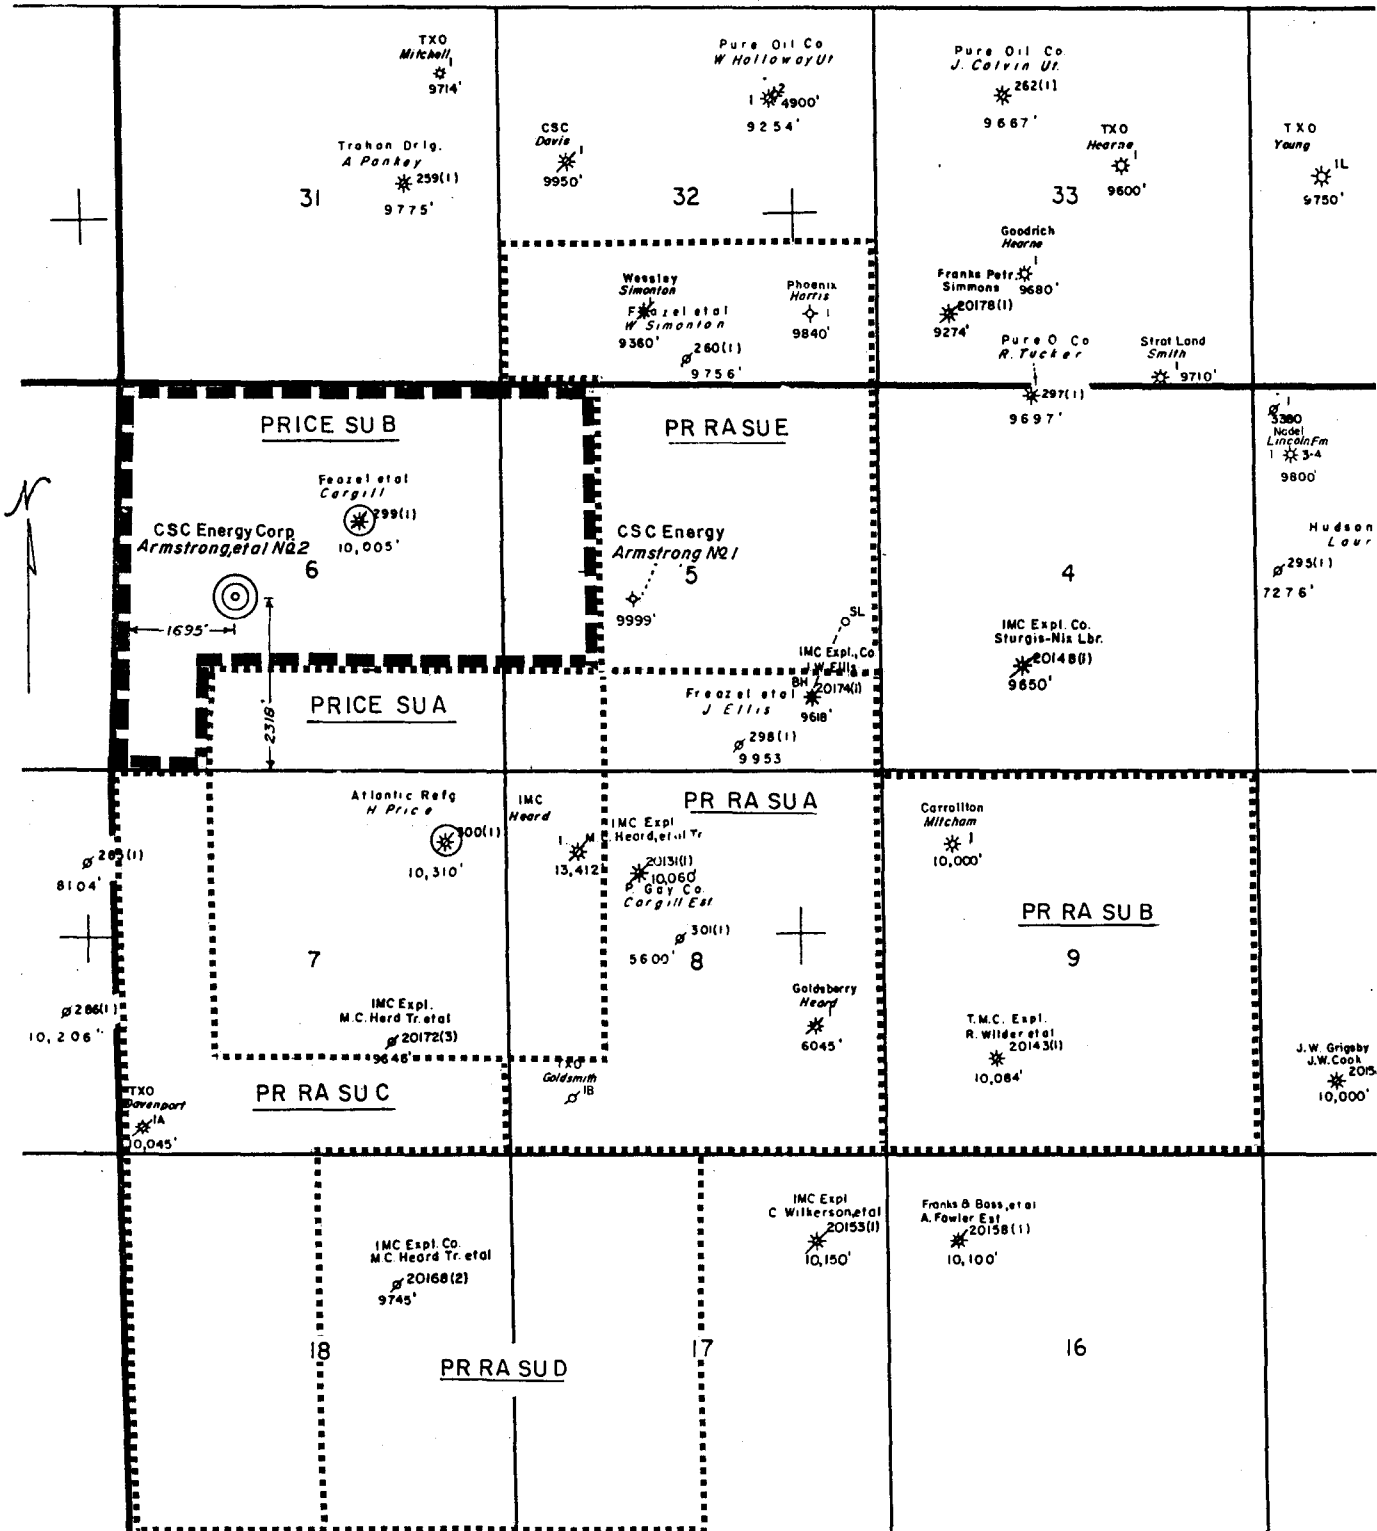 TXO
Mitchell
1
9714'
Pure Oil Co
W Holloway Ut
1
2
4900'
9254'
Pure Oil Co.
J. Calvin Ut.
262(1)
9667'
Trahan Drlg.
A Pankey
259(1)
9775'
31
CSC
Davis
1
9950'
32
TXO
Hearne
1
9600'
33
TXO
Young
1L
9750'
Wessley
Simonton
9360'
W Simonton
260(1)
9756'
Phoenix
Harris
1
9840'
Goodrich
Hearne
1
9680'
Franks Petr.
Simmons
20178(1)
9274'
Pure O Co
R. Tucker
297(1)
9697'
Strat Land
Smith
1
9710'
PRICE SU B
PR RA SU E
1
3380
Nadel
Lincoln Fm
1
3-4
9800'
Feazel et al
Cargill
299(1)
10,005'
N
CSC Energy Corp
Armstrong, et al No.2
6
1695'
2318'
CSC Energy
Armstrong No.1
5
9999'
4
Hudson
Laur
295(1)
7276'
SL
IMC Expl., Co
J.W. Ellis
BH
20174(1)
9618'
IMC Expl. Co.
Sturgis-Nix Lbr.
20148(1)
9650'
PRICE SU A
Freazel et al
J Ellis
298(1)
9953
Atlantic Refg
H Price
300(1)
10,310'
IMC
Heard
1
13,412'
PR RA SU A
IMC Expl
M.C. Heard, et al Tr
20131(1)
10,060'
P. Gay Co.
Cargill Est
301(1)
5600'
8
Carrollton
Mitcham
1
10,000'
285(1)
8104'
PR RA SU B
9
7
286(1)
10,206'
IMC Expl.
M.C. Herd Tr. et al
20172(3)
9646'
Goldsberry
Heard
1
6045'
T.M.C. Expl.
R. Wilder et al
20143(1)
10,084'
J.W. Grigsby
J.W. Cook
2015
10,000'
TXO
Goldsmith
1B
PR RA SU C
TXO
Davenport
1A
0,045'
IMC Expl
C Wilkerson, et al
20153(1)
10,150'
Franks & Bass, et al
A. Fowler Est
20158(1)
10,100'
IMC Expl. Co.
M.C. Heard Tr. et al
20168(2)
9745'
18
17
16
PR RA SU D